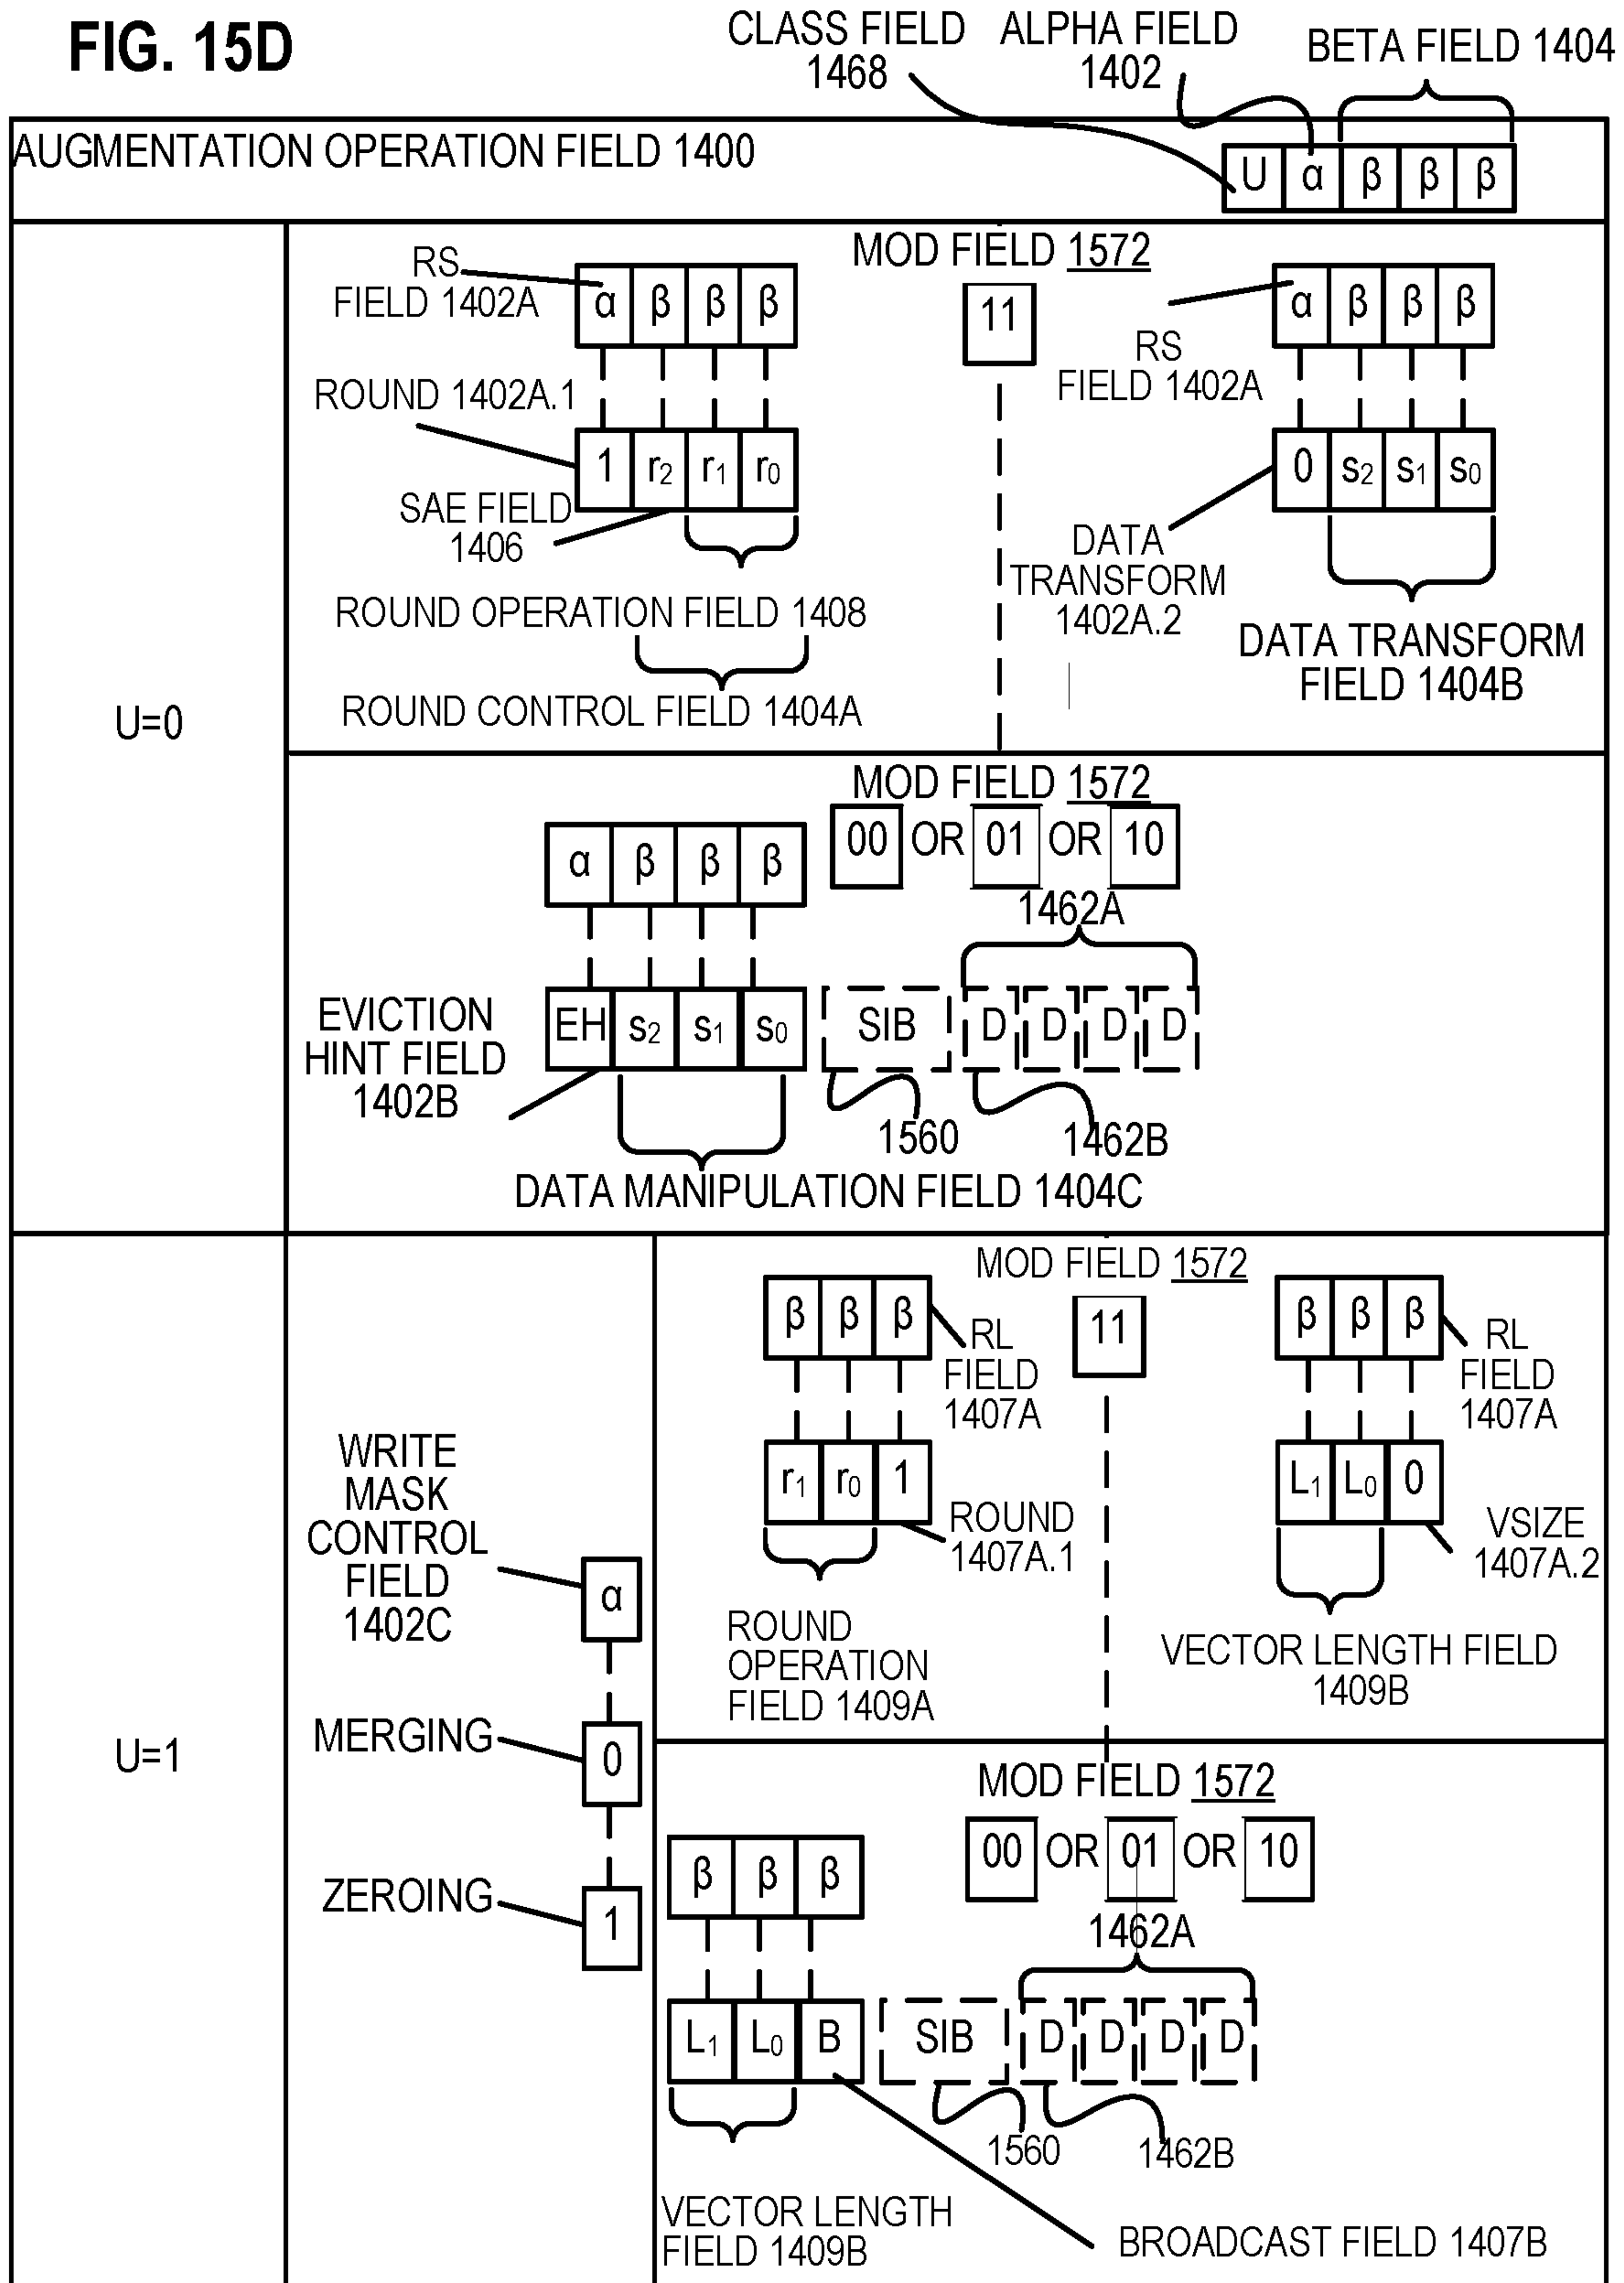 FIG. 15D
CLASS FIELD
1468
ALPHA FIELD
1402
BETA FIELD 1404
AUGMENTATION OPERATION FIELD 1400
U α β β β
U=0
MOD FIELD 1572
11
RS
FIELD 1402A
α β β β
ROUND 1402A.1
1 r2 r1 r0
SAE FIELD
1406
ROUND OPERATION FIELD 1408
ROUND CONTROL FIELD 1404A
α β β β
RS
FIELD 1402A
0 s2 s1 s0
DATA
TRANSFORM
1402A.2
DATA TRANSFORM
FIELD 1404B
MOD FIELD 1572
00 OR 01 OR 10
α β β β
1462A
EVICTION
HINT FIELD
1402B
EH s2 s1 s0 SIB D D D D
1560
1462B
DATA MANIPULATION FIELD 1404C
U=1
WRITE
MASK
CONTROL
FIELD
1402C
α
MERGING
0
ZEROING
1
MOD FIELD 1572
11
β β β
RL
FIELD
1407A
r1 r0 1
ROUND
1407A.1
ROUND
OPERATION
FIELD 1409A
β β β
RL
FIELD
1407A
L1 L0 0
VSIZE
1407A.2
VECTOR LENGTH FIELD
1409B
MOD FIELD 1572
00 OR 01 OR 10
β β β
1462A
L1 L0 B SIB D D D D
1560
1462B
VECTOR LENGTH
FIELD 1409B
BROADCAST FIELD 1407B